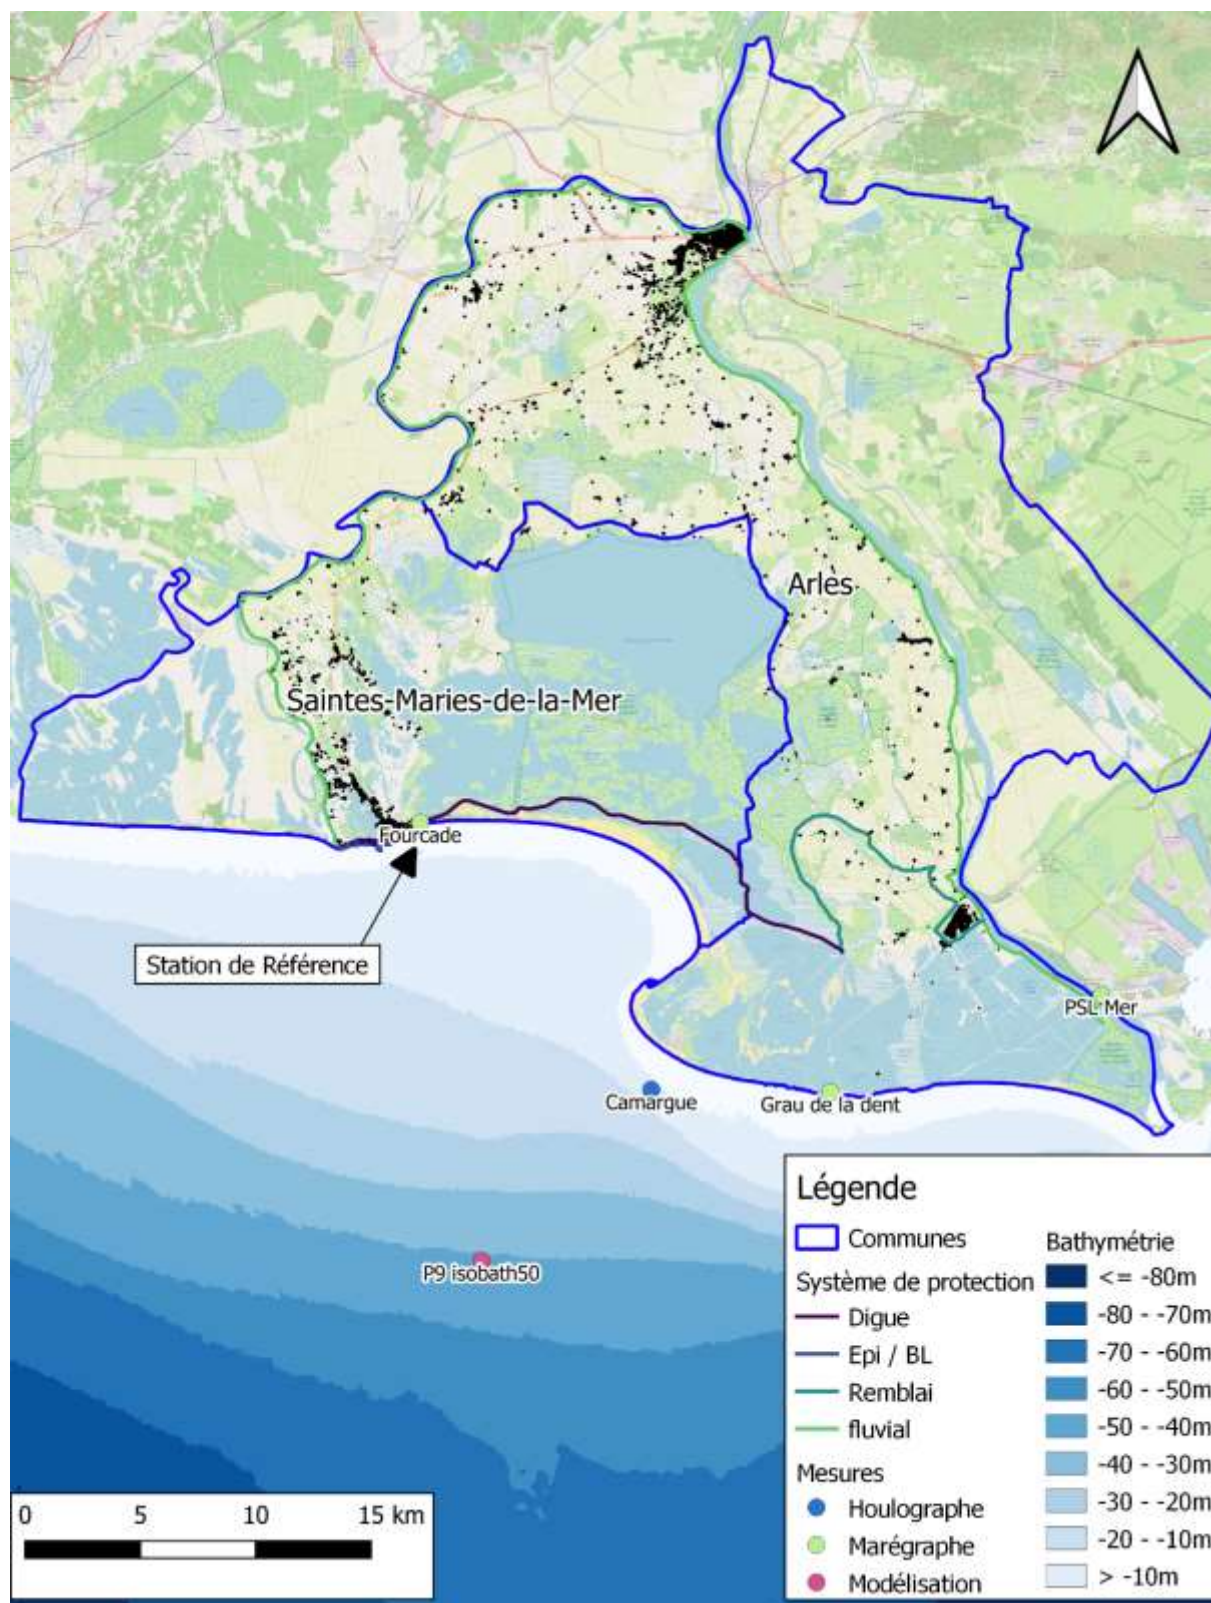 Arles
Saintes-Maries-de-la-Mer
Fourcade
Station de Référence
PSL Mer
Camargue
Grau de la dent
P9 isobath50
Légende
Communes
Système de protection
Digue
Epi / BL
Remblai
fluvial
Mesures
Houlographe
Marégraphe
Modélisation
Bathymétrie
<= -80m
-80 - -70m
-70 - -60m
-60 - -50m
-50 - -40m
-40 - -30m
-30 - -20m
-20 - -10m
> -10m
0 5 10 15 km